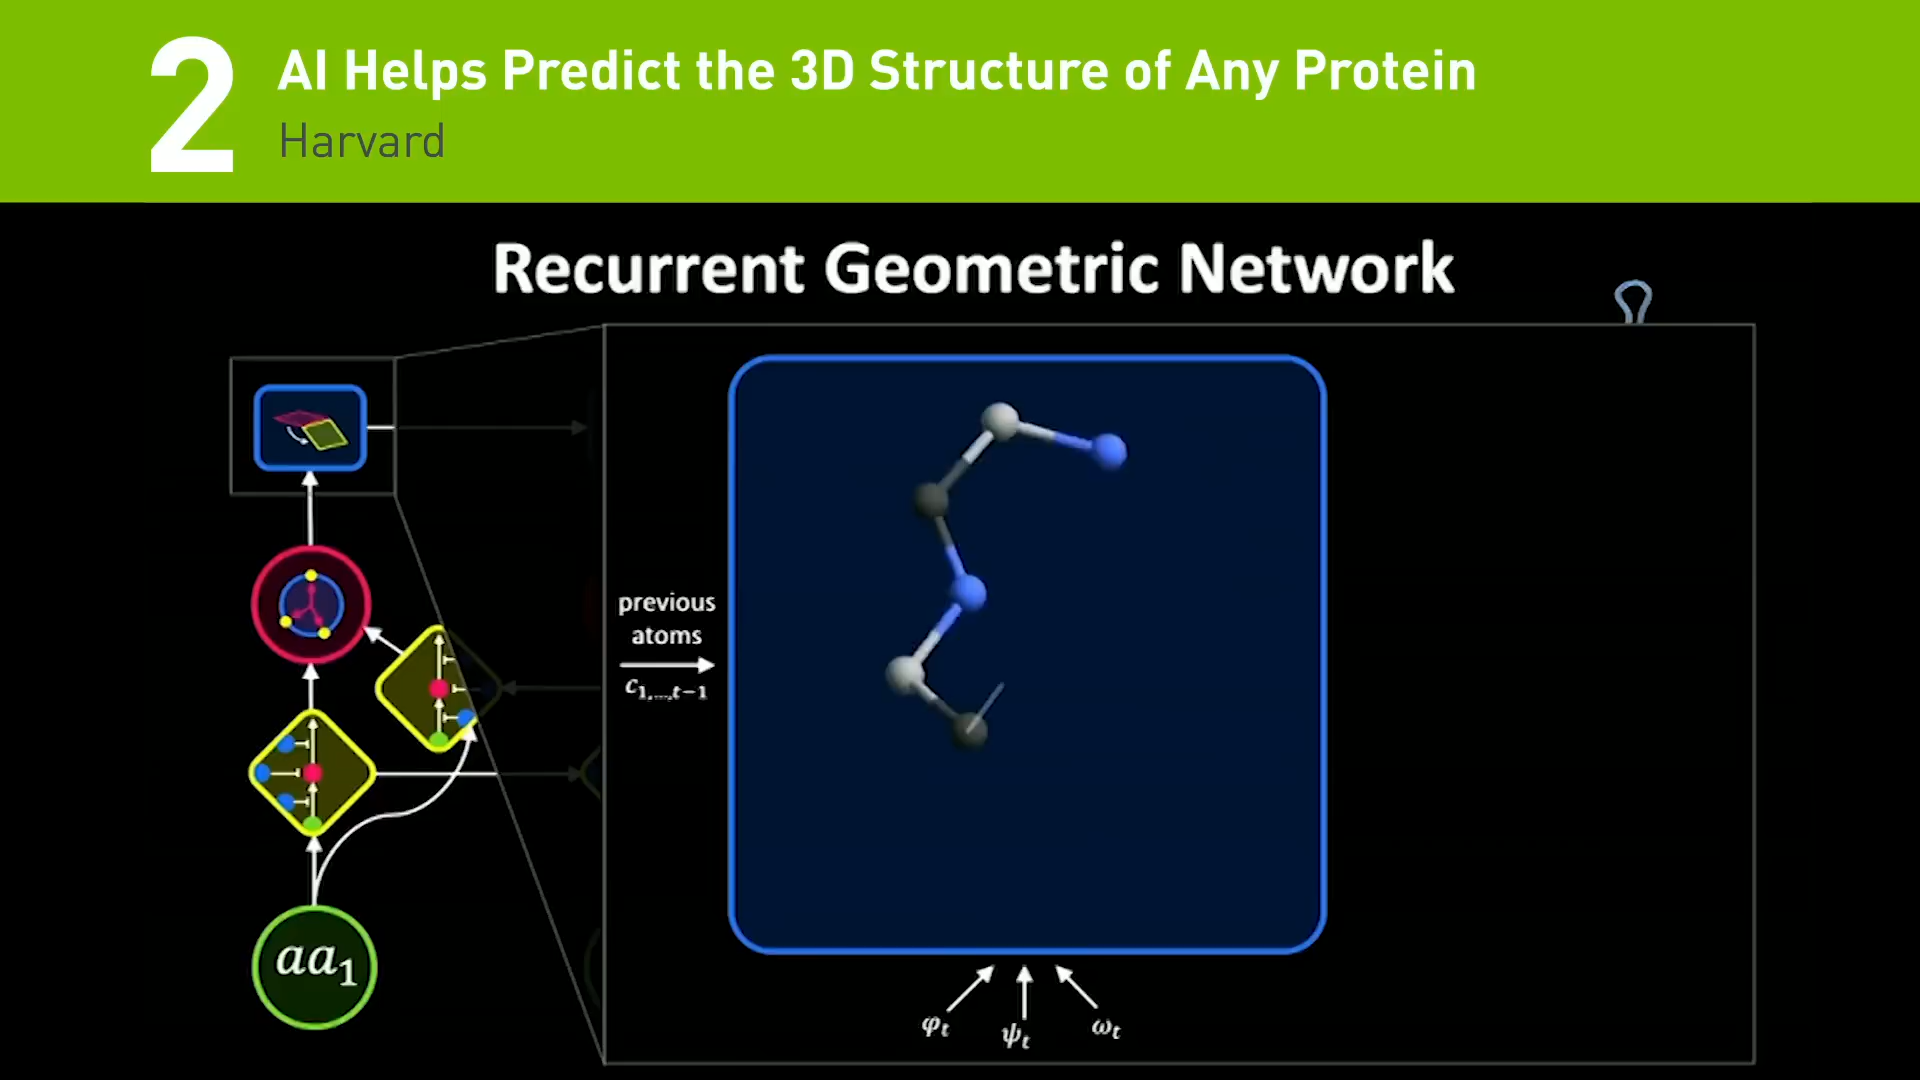 2
AI Helps Predict the 3D Structure of Any Protein
Harvard
Recurrent Geometric Network
previous
atoms
c₁,...,t−1
aa₁
φₜ
ψₜ
ωₜ